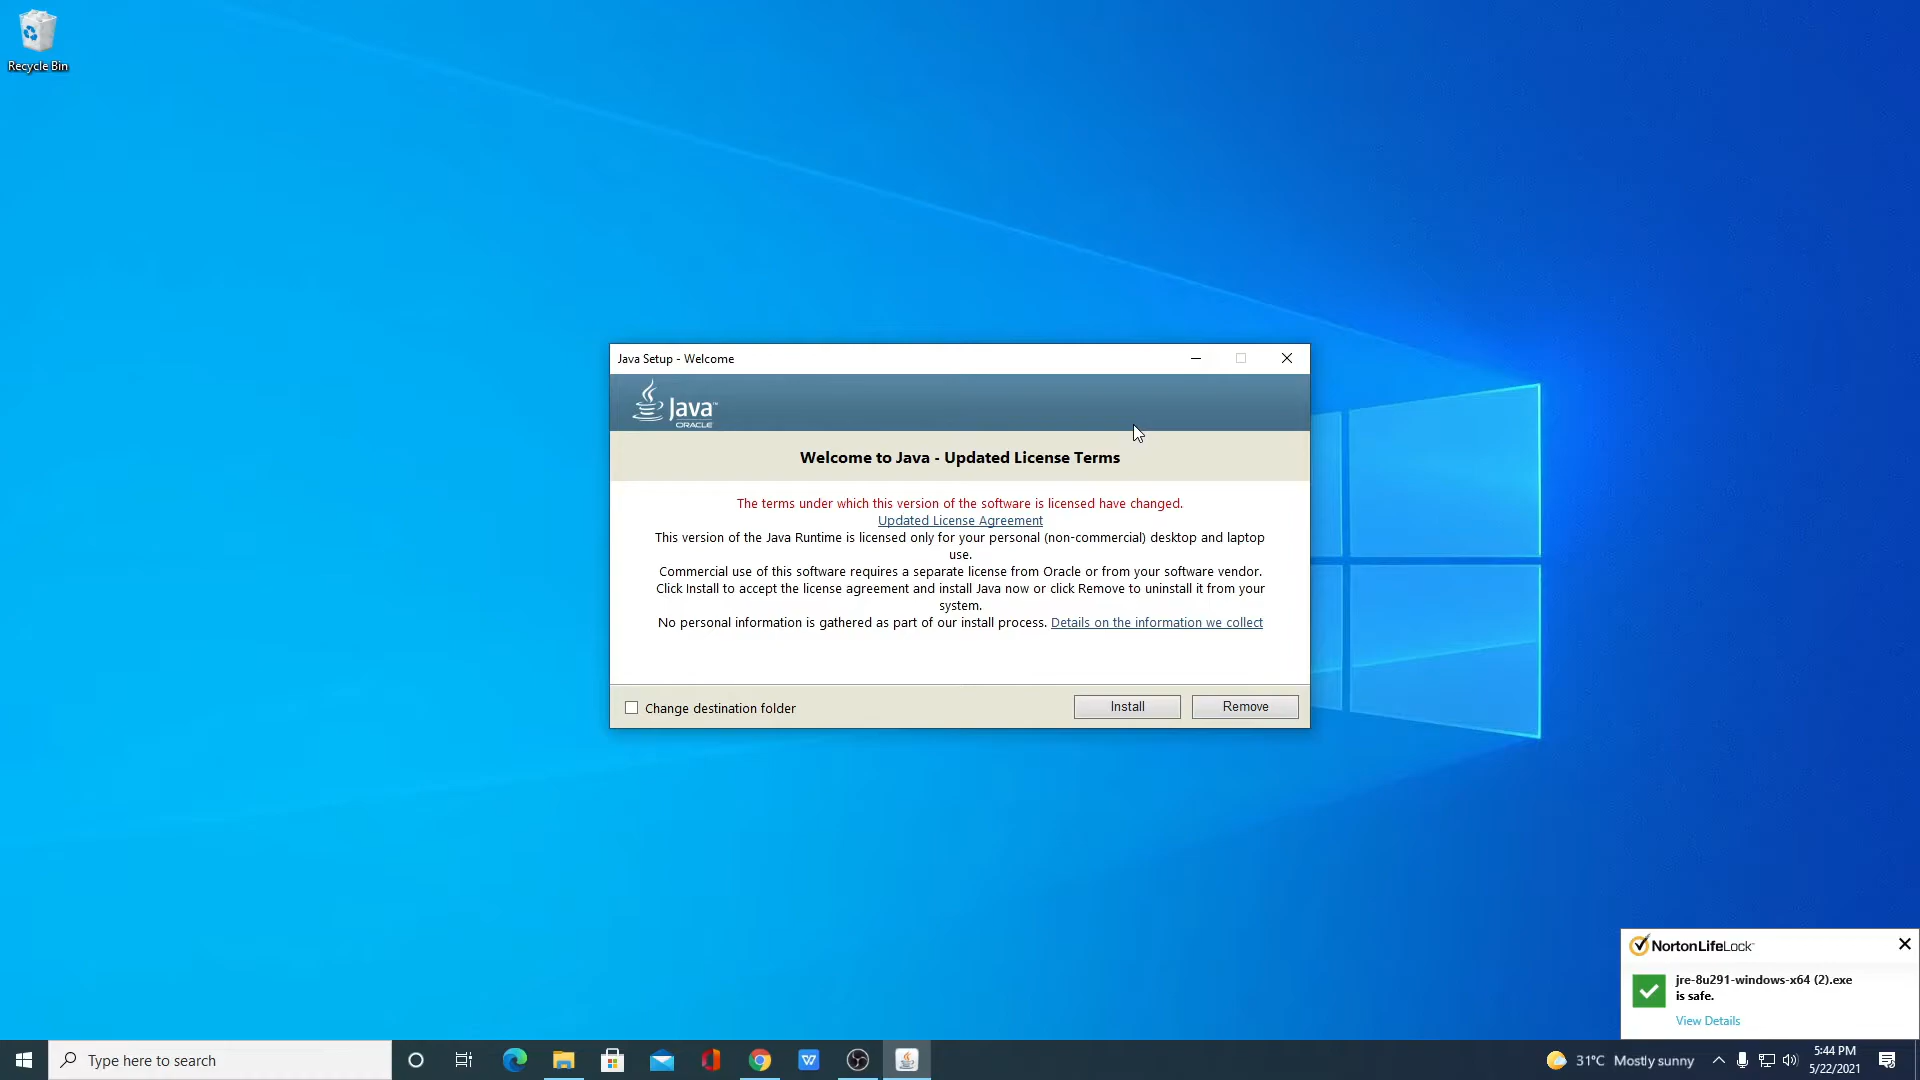 Recycle Bin
Java Setup - Welcome
Java™
ORACLE
Welcome to Java - Updated License Terms
The terms under which this version of the software is licensed have changed.
Updated License Agreement
This version of the Java Runtime is licensed only for your personal (non-commercial) desktop and laptop
use.
Commercial use of this software requires a separate license from Oracle or from your software vendor.
Click Install to accept the license agreement and install Java now or click Remove to uninstall it from your
system.
No personal information is gathered as part of our install process. Details on the information we collect
Change destination folder
Install
Remove
NortonLifeLock™
jre-8u291-windows-x64 (2).exe
is safe.
View Details
Type here to search
W
31°C Mostly sunny
5:44 PM
5/22/2021